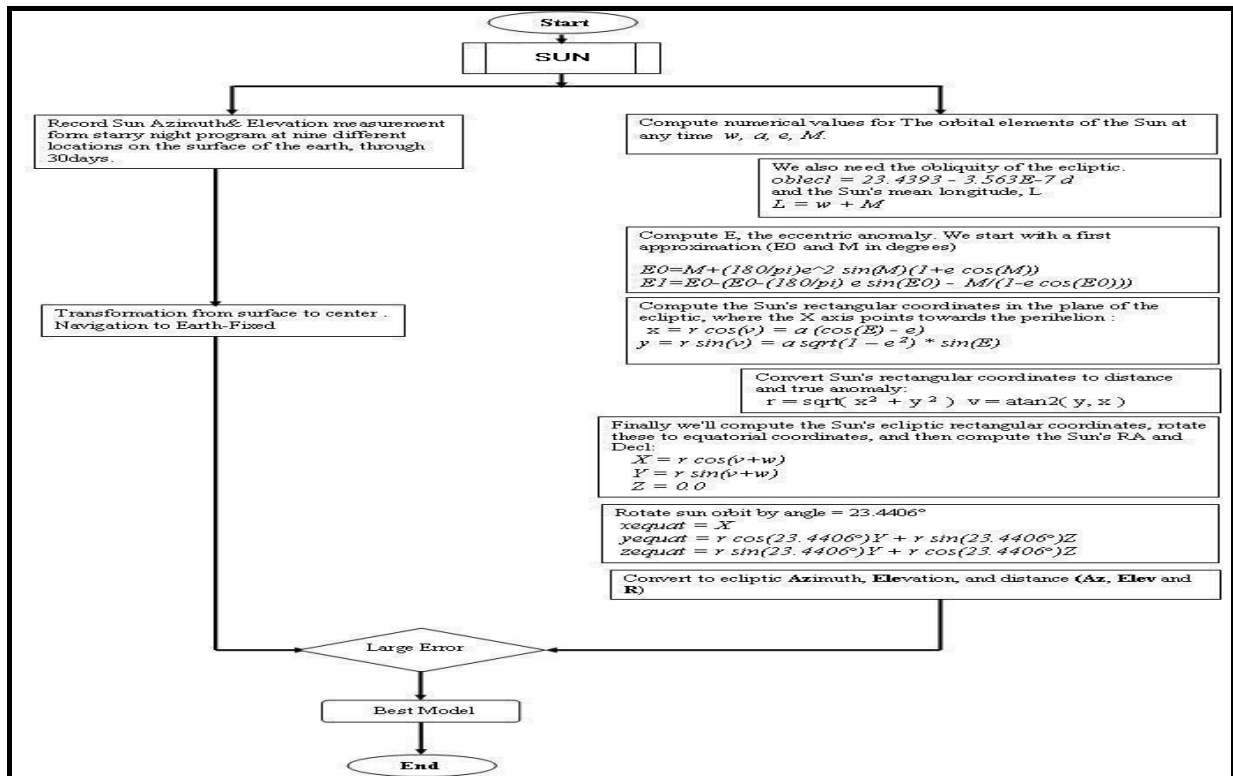 Start
SUN
Record Sun Azimuth& Elevation measurement
form starry night program at nine different
locations on the surface of the earth, through
30days.
Transformation from surface to center .
Navigation to Earth-Fixed
Compute numerical values for The orbital elements of the Sun at
any time w, a, e, M.
We also need the obliquity of the ecliptic.
oblecl = 23.4393 - 3.563E-7 d
and the Sun's mean longitude, L
L = w + M
Compute E, the eccentric anomaly. We start with a first
approximation (E0 and M in degrees)
E0=M+(180/pi)e^2 sin(M)(1+e cos(M))
E1=E0-(E0-(180/pi) e sin(E0) - M/(1-e cos(E0)))
Compute the Sun's rectangular coordinates in the plane of the
ecliptic, where the X axis points towards the perihelion :
x = r cos(v) = a (cos(E) - e)
y = r sin(v) = a sqrt(1 – e²) * sin(E)
Convert Sun's rectangular coordinates to distance
and true anomaly:
r = sqrt( x² + y ² ) v = atan2( y, x )
Finally we'll compute the Sun's ecliptic rectangular coordinates, rotate
these to equatorial coordinates, and then compute the Sun's RA and
Decl:
X = r cos(v+w)
Y = r sin(v+w)
Z = 0.0
Rotate sun orbit by angle = 23.4406°
xequat = X
yequat = r cos(23.4406°)Y + r sin(23.4406°)Z
zequat = r sin(23.4406°)Y + r cos(23.4406°)Z
Convert to ecliptic Azimuth, Elevation, and distance (Az, Elev and
R)
Large Error
Best Model
End